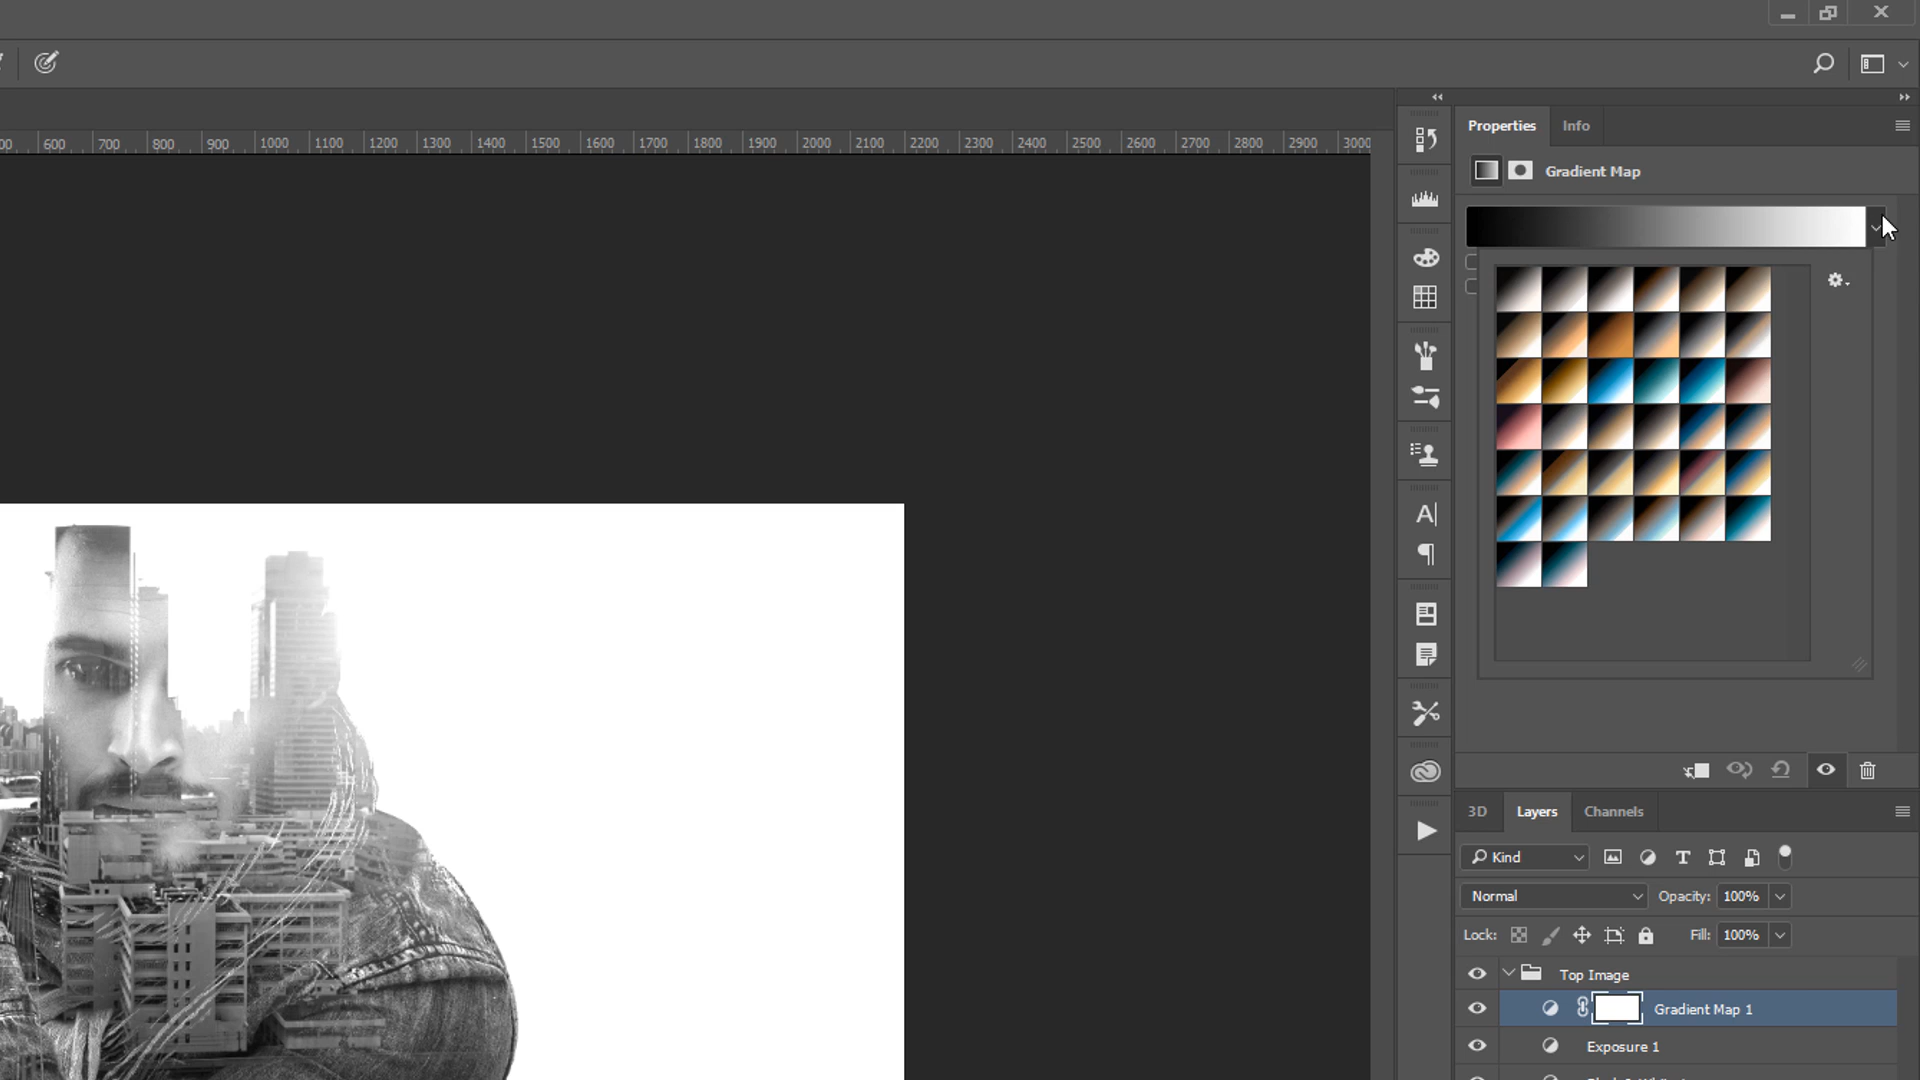 600 700 800 900 1000 1100 1200 1300 1400 1500 1600 1700 1800 1900 2000 2100 2200 2300 2400 2500 2600 2700 2800 2900 3000
Properties Info
Gradient Map
3D Layers Channels
Kind
Normal Opacity: 100%
Lock: Fill: 100%
Top Image
Gradient Map 1
Exposure 1